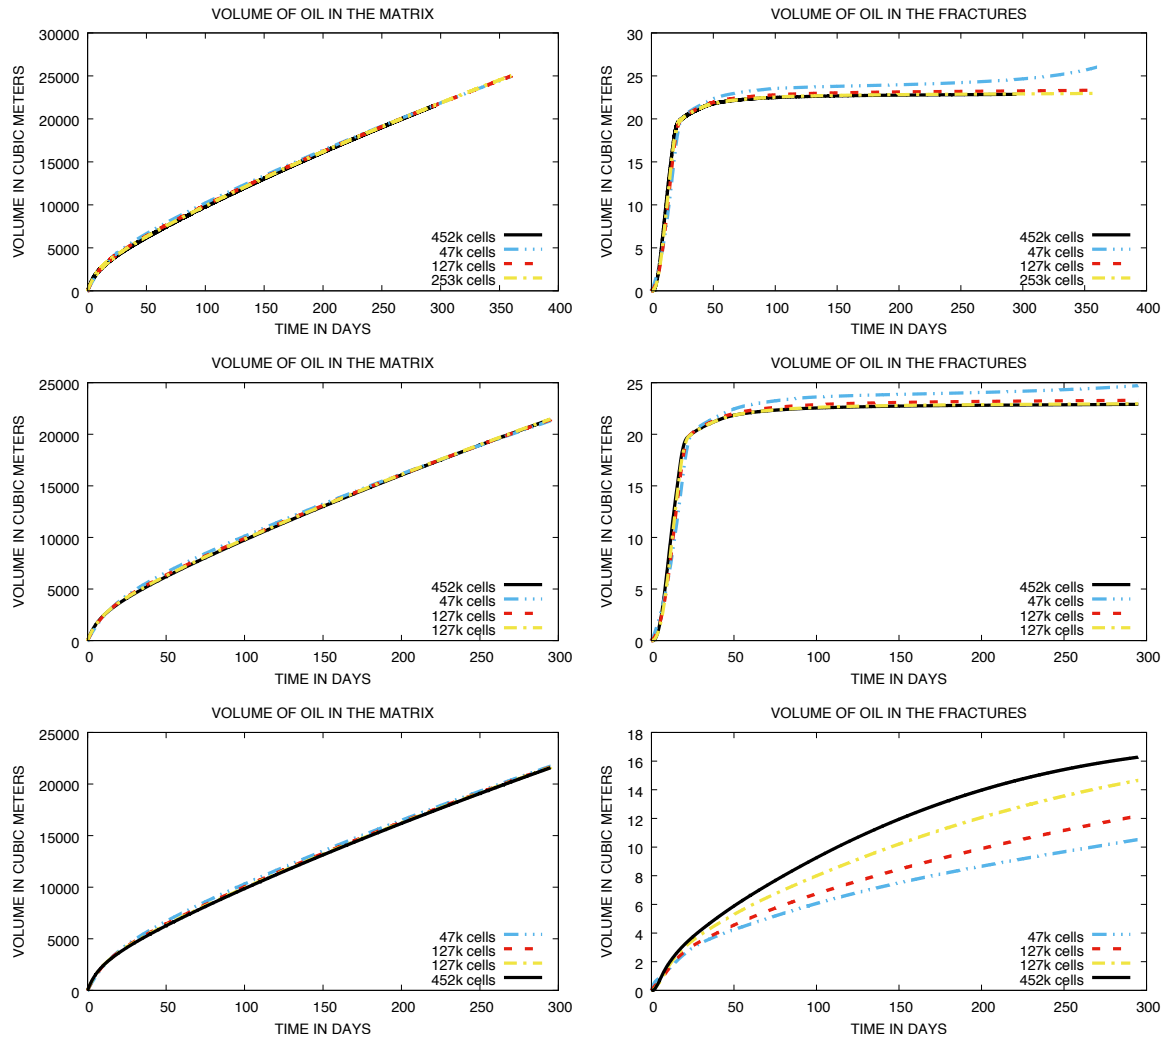 VOLUME OF OIL IN THE MATRIX
VOLUME IN CUBIC METERS
30000
25000
20000
15000
10000
5000
0
452k cells
47k cells
127k cells
253k cells
0 50 100 150 200 250 300 350 400
TIME IN DAYS
VOLUME OF OIL IN THE FRACTURES
VOLUME IN CUBIC METERS
30
25
20
15
10
5
0
452k cells
47k cells
127k cells
253k cells
0 50 100 150 200 250 300 350 400
TIME IN DAYS
VOLUME OF OIL IN THE MATRIX
VOLUME IN CUBIC METERS
25000
20000
15000
10000
5000
0
452k cells
47k cells
127k cells
127k cells
0 50 100 150 200 250 300
TIME IN DAYS
VOLUME OF OIL IN THE FRACTURES
VOLUME IN CUBIC METERS
25
20
15
10
5
0
452k cells
47k cells
127k cells
127k cells
0 50 100 150 200 250 300
TIME IN DAYS
VOLUME OF OIL IN THE MATRIX
VOLUME IN CUBIC METERS
25000
20000
15000
10000
5000
0
47k cells
127k cells
127k cells
452k cells
0 50 100 150 200 250 300
TIME IN DAYS
VOLUME OF OIL IN THE FRACTURES
VOLUME IN CUBIC METERS
18
16
14
12
10
8
6
4
2
0
47k cells
127k cells
127k cells
452k cells
0 50 100 150 200 250 300
TIME IN DAYS